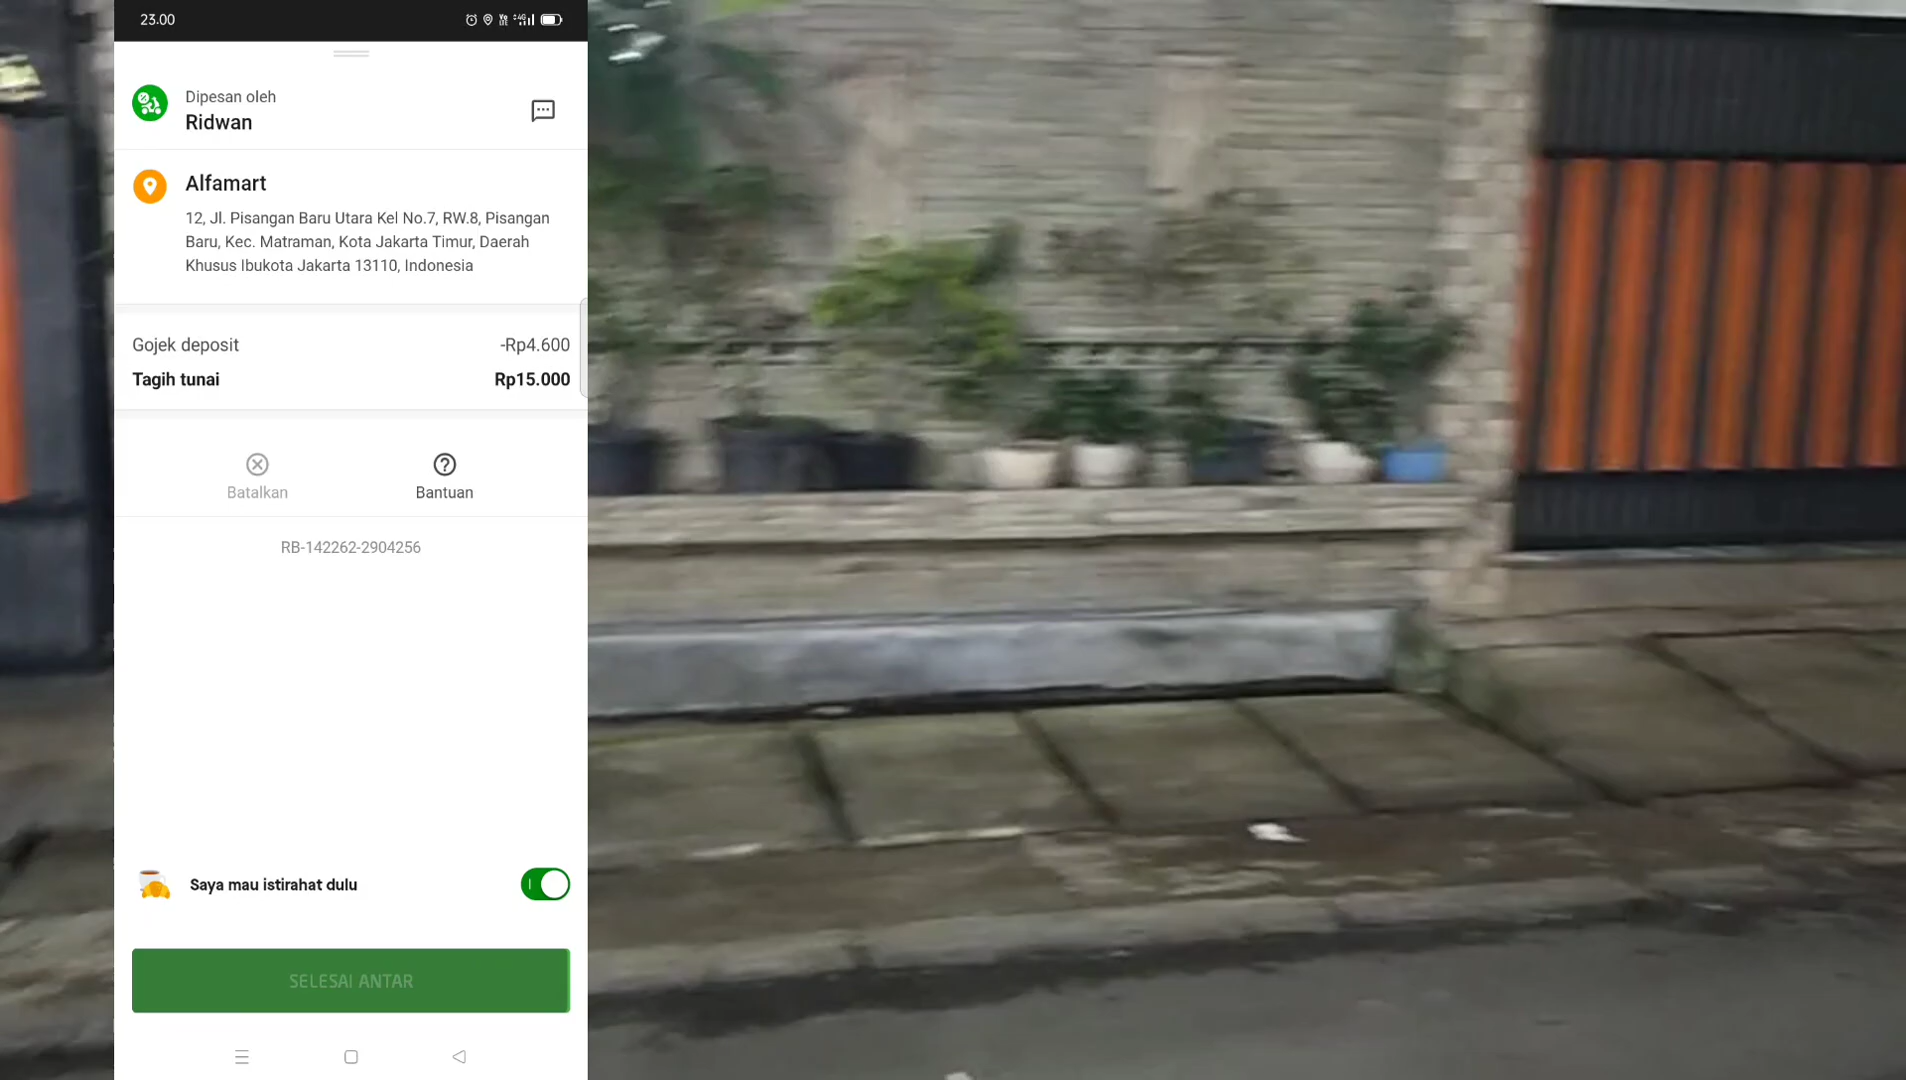 23.00
Dipesan oleh
Ridwan
Alfamart
12, Jl. Pisangan Baru Utara Kel No.7, RW.8, Pisangan
Baru, Kec. Matraman, Kota Jakarta Timur, Daerah
Khusus Ibukota Jakarta 13110, Indonesia
Gojek deposit -Rp4.600
Tagih tunai Rp15.000
Batalkan Bantuan
RB-142262-2904256
Saya mau istirahat dulu
SELESAI ANTAR